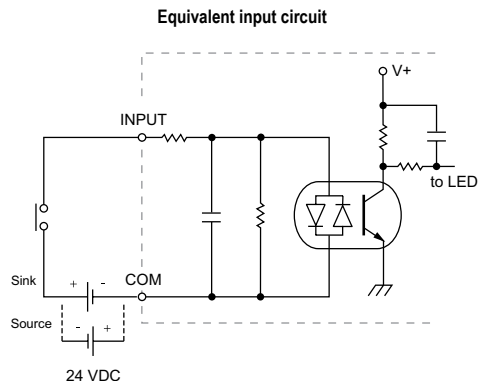 Equivalent input circuit
V+
INPUT
to LED
Sink
+ -
COM
Source
- +
24 VDC